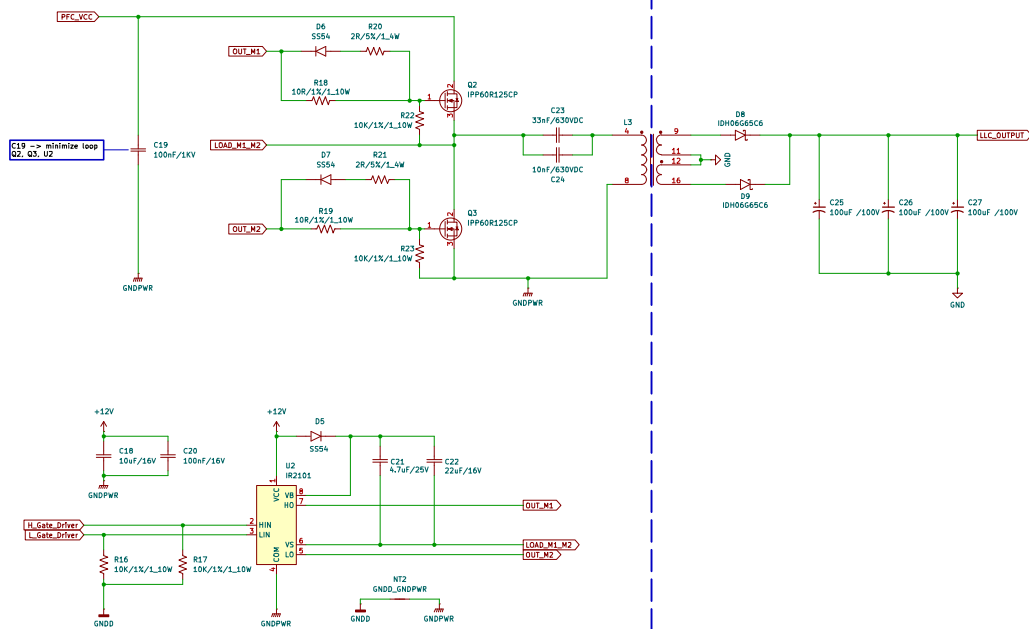 PFC_VCC
D6
SS54
R20
2R/5%/1_4W
OUT_M1
R18
10R/1%/1_10W
Q2
IPP60R125CP
1
2
3
R22
10K/1%/1_10W
C19 -> minimize loop
Q2, Q3, U2
C19
100nF/1KV
LOAD_M1_M2
D7
SS54
R21
2R/5%/1_4W
R19
10R/1%/1_10W
OUT_M2
Q3
IPP60R125CP
1
2
3
R23
10K/1%/1_10W
GNDPWR
GNDPWR
C23
33nF/630VDC
10nF/630VDC
C24
L3
4
8
9
11
12
16
GND
D8
IDH06G65C6
D9
IDH06G65C6
LLC_OUTPUT
C25
100uF /100V
C26
100uF /100V
C27
100uF /100V
GND
+12V
C18
10uF/16V
C20
100nF/16V
GNDPWR
+12V
D5
SS54
U2
IR2101
1
VCC
VB
8
HO
7
2
HIN
3
LIN
VS
6
LO
5
COM
4
C21
4.7uF/25V
C22
22uF/16V
OUT_M1
LOAD_M1_M2
OUT_M2
H_Gate_Driver
L_Gate_Driver
R16
10K/1%/1_10W
R17
10K/1%/1_10W
GNDD
GNDPWR
NT2
GNDD_GNDPWR
GNDD
GNDPWR